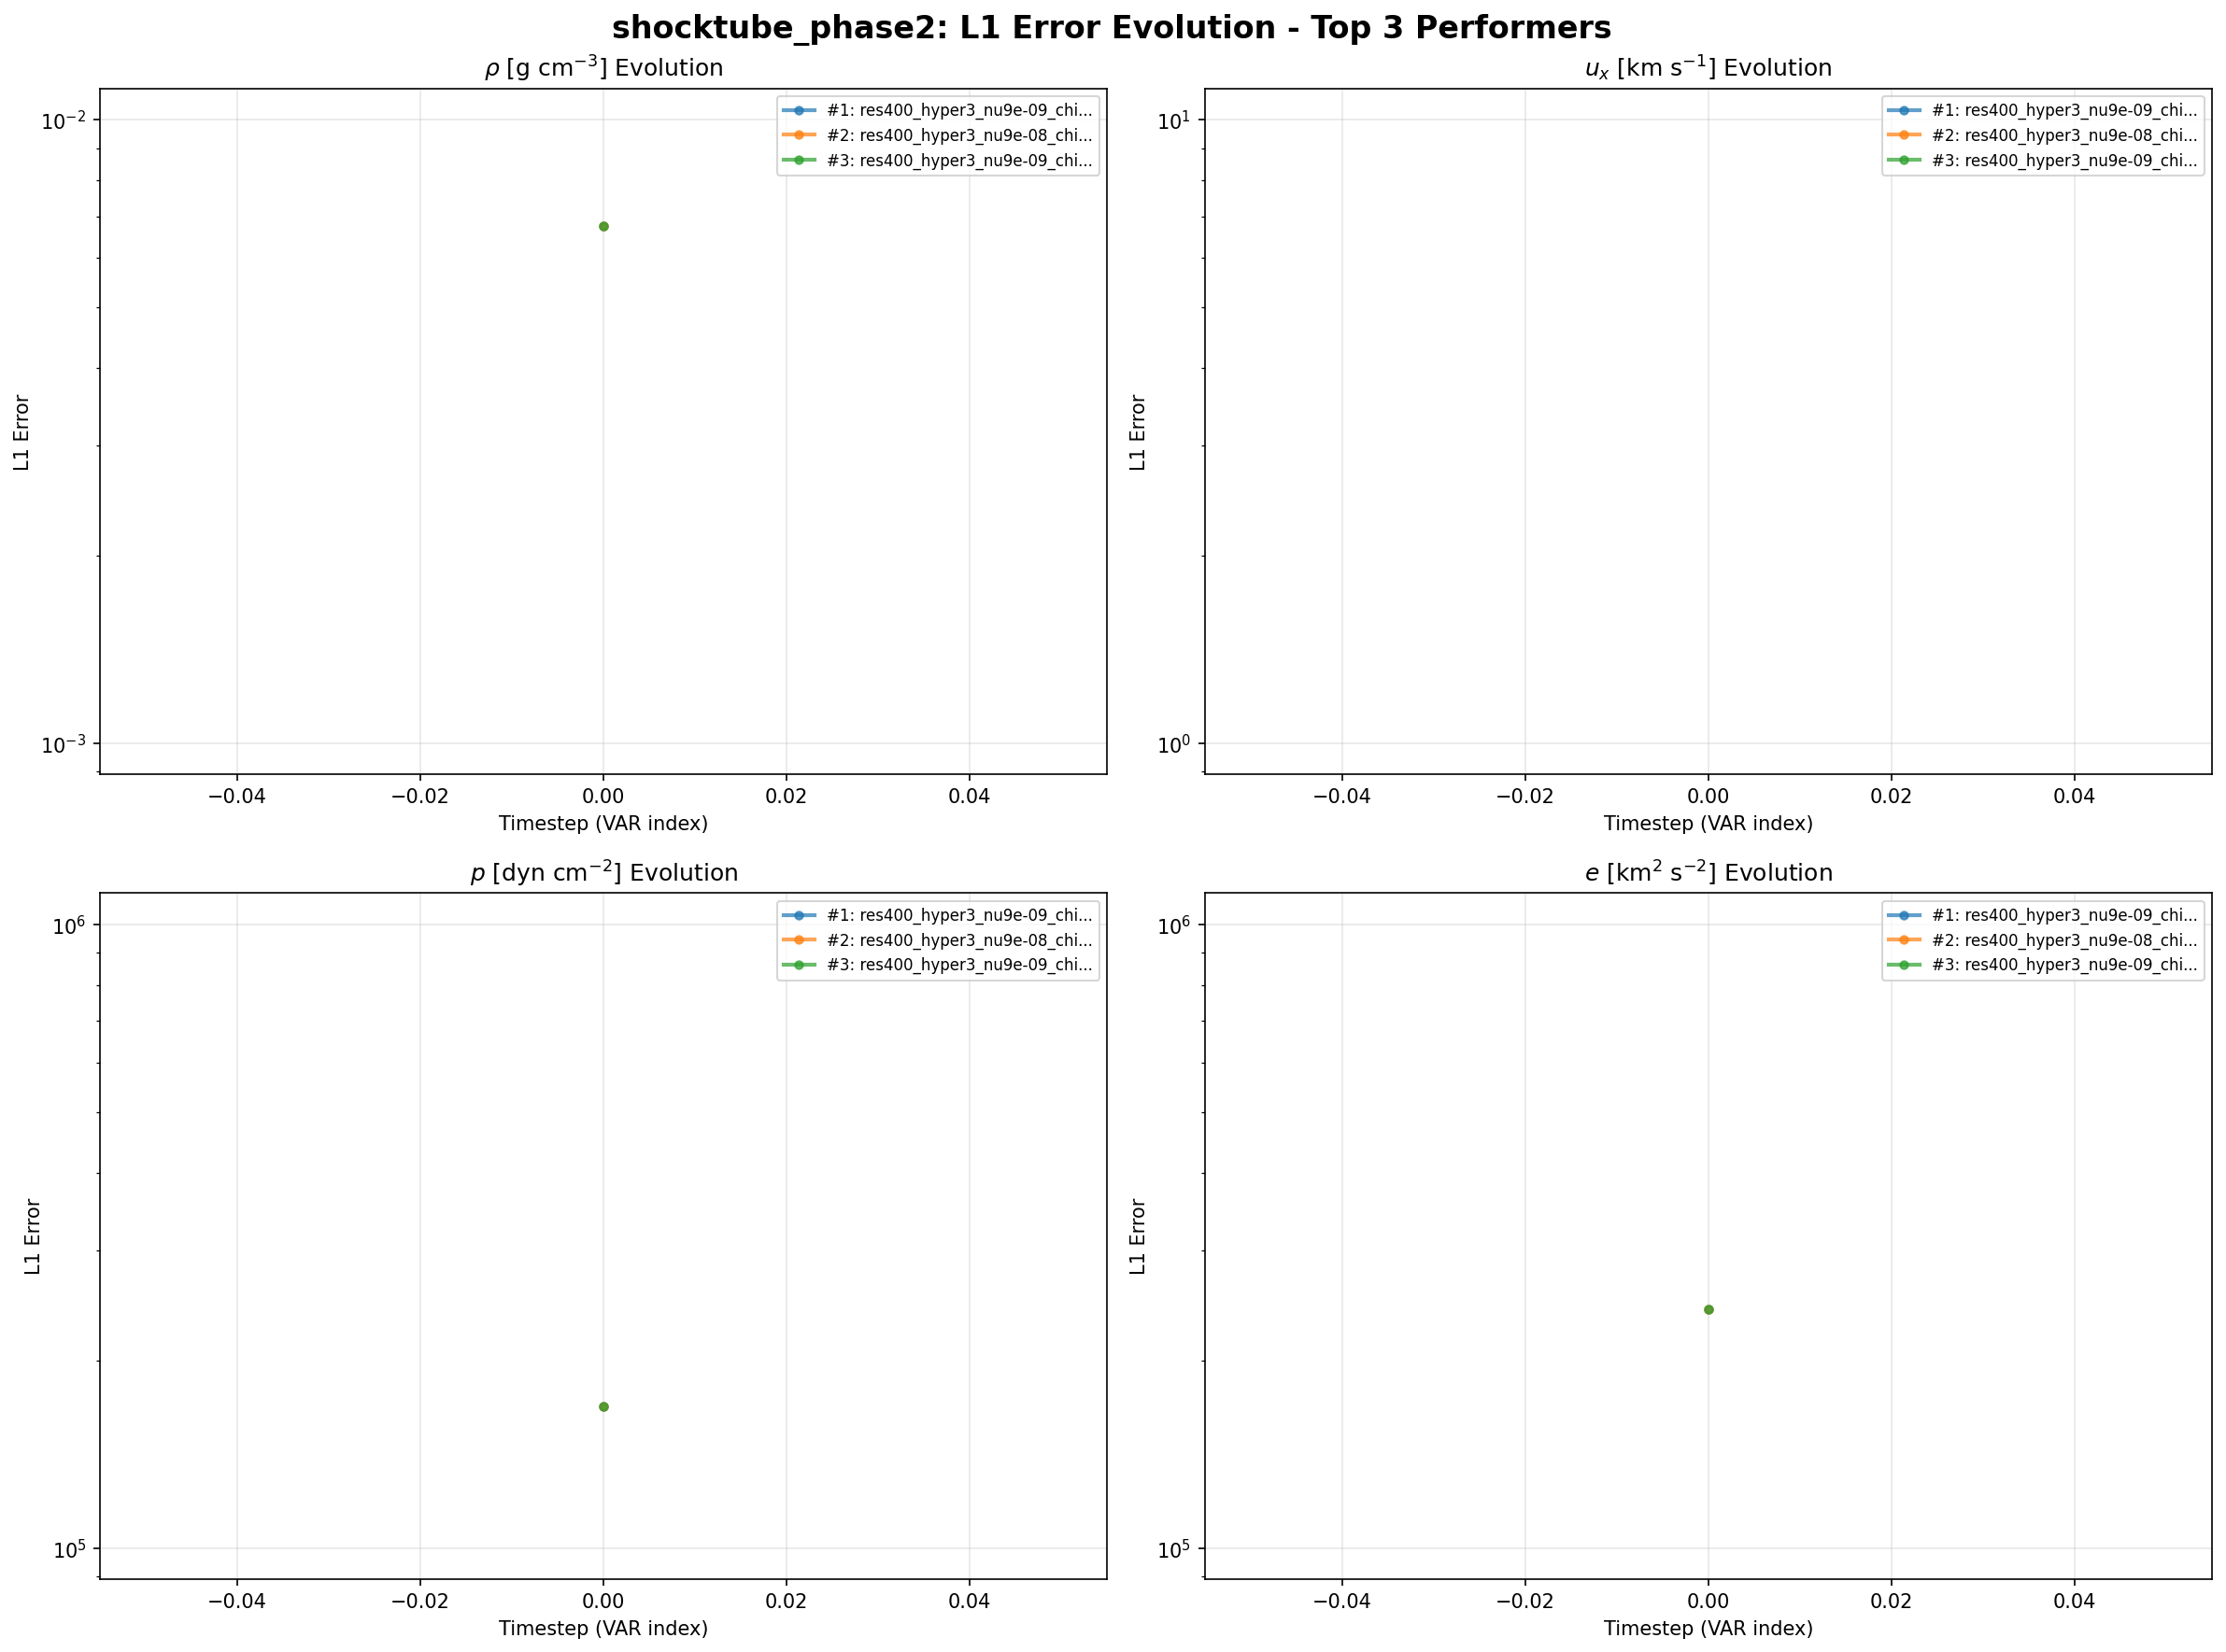 shocktube_phase2: L1 Error Evolution - Top 3 Performers
ρ [g cm⁻³] Evolution
#1: res400_hyper3_nu9e-09_chi...
#2: res400_hyper3_nu9e-08_chi...
#3: res400_hyper3_nu9e-09_chi...
10⁻²
10⁻³
L1 Error
−0.04 −0.02 0.00 0.02 0.04
Timestep (VAR index)
uₓ [km s⁻¹] Evolution
#1: res400_hyper3_nu9e-09_chi...
#2: res400_hyper3_nu9e-08_chi...
#3: res400_hyper3_nu9e-09_chi...
10¹
10⁰
L1 Error
−0.04 −0.02 0.00 0.02 0.04
Timestep (VAR index)
p [dyn cm⁻²] Evolution
#1: res400_hyper3_nu9e-09_chi...
#2: res400_hyper3_nu9e-08_chi...
#3: res400_hyper3_nu9e-09_chi...
10⁶
10⁵
L1 Error
−0.04 −0.02 0.00 0.02 0.04
Timestep (VAR index)
e [km² s⁻²] Evolution
#1: res400_hyper3_nu9e-09_chi...
#2: res400_hyper3_nu9e-08_chi...
#3: res400_hyper3_nu9e-09_chi...
10⁶
10⁵
L1 Error
−0.04 −0.02 0.00 0.02 0.04
Timestep (VAR index)